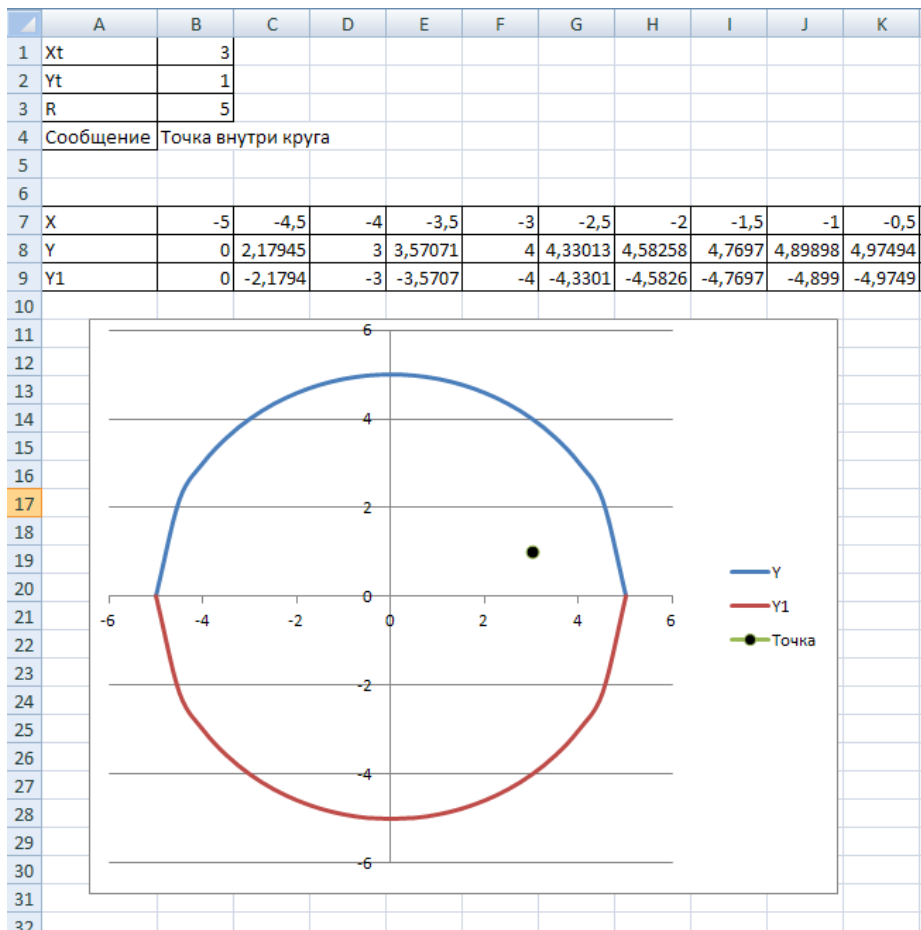 A B C D E F G H I J K
1 Xt 3
2 Yt 1
3 R 5
4 Сообщение Точка внутри круга
5
6
7 X -5 -4,5 -4 -3,5 -3 -2,5 -2 -1,5 -1 -0,5
8 Y 0 2,17945 3 3,57071 4 4,33013 4,58258 4,7697 4,89898 4,97494
9 Y1 0 -2,1794 -3 -3,5707 -4 -4,3301 -4,5826 -4,7697 -4,899 -4,9749
10
11 6
12
13
14 4
15
16
17 2
18
19
20 0 Y
21 -6 -4 -2 0 2 4 6 Y1
22 Точка
23
24 -2
25
26
27 -4
28
29
30 -6
31
32